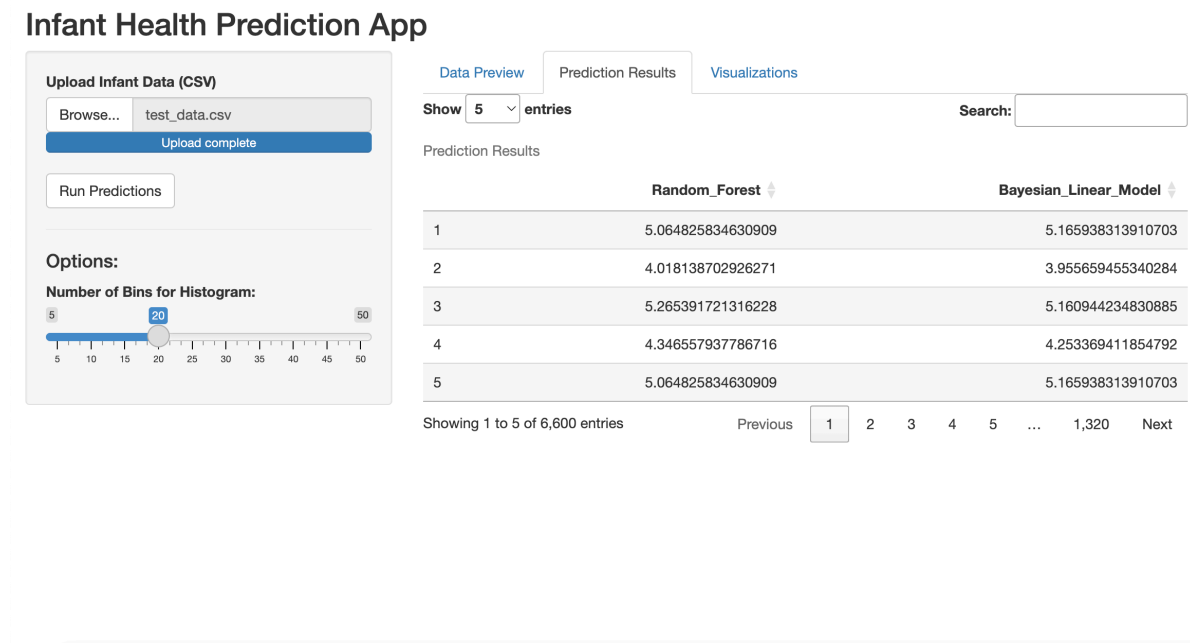 Infant Health Prediction App
Upload Infant Data (CSV)
Browse... test_data.csv
Upload complete
Run Predictions
Options:
Number of Bins for Histogram:
5 20 50
5 10 15 20 25 30 35 40 45 50
Data Preview Prediction Results Visualizations
Show 5 entries Search:
Prediction Results
Random_Forest Bayesian_Linear_Model
1 5.064825834630909 5.165938313910703
2 4.018138702926271 3.955659455340284
3 5.265391721316228 5.160944234830885
4 4.346557937786716 4.253369411854792
5 5.064825834630909 5.165938313910703
Showing 1 to 5 of 6,600 entries Previous 1 2 3 4 5 … 1,320 Next